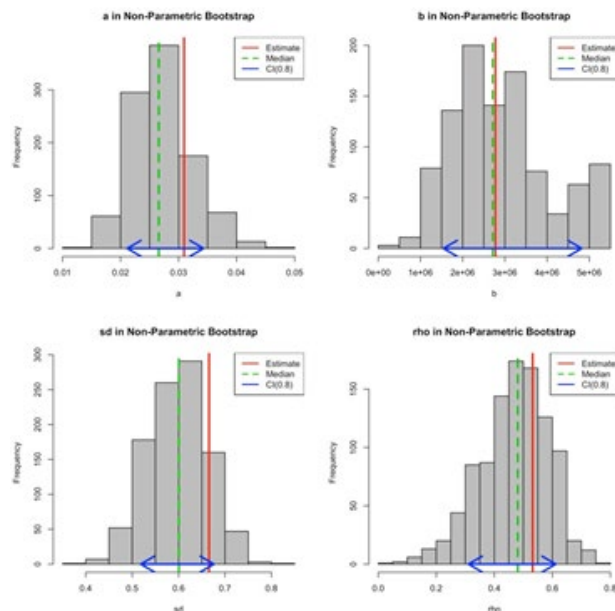 a in Non-Parametric Bootstrap
Estimate
Median
CI(0.8)
Frequency
0 100 200 300
0.01 0.02 0.03 0.04 0.05
a
b in Non-Parametric Bootstrap
Estimate
Median
CI(0.8)
Frequency
0 50 100 150 200
0e+00 1e+06 2e+06 3e+06 4e+06 5e+06
b
sd in Non-Parametric Bootstrap
Estimate
Median
CI(0.8)
Frequency
0 50 100 150 200 250 300
0.4 0.5 0.6 0.7 0.8
sd
rho in Non-Parametric Bootstrap
Estimate
Median
CI(0.8)
Frequency
0 50 100 150
0.0 0.2 0.4 0.6 0.8
rho